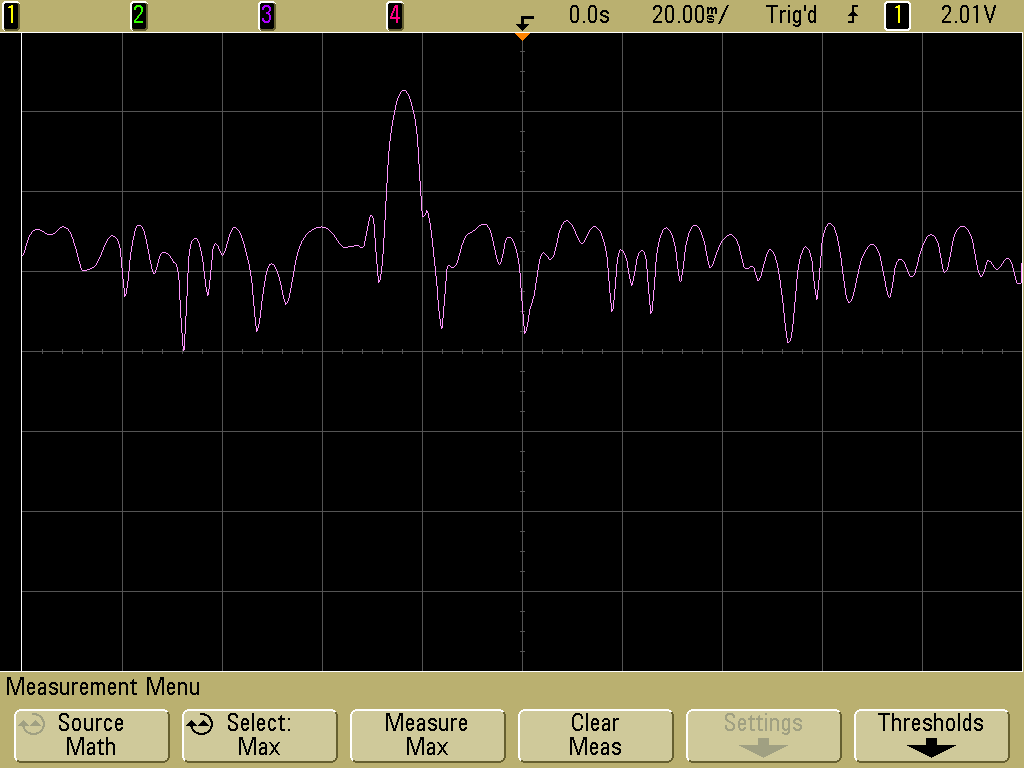 1 2 3 4 0.0s 20.00ms/ Trig'd 1 2.01V
Measurement Menu
Source
Math
Select:
Max
Measure
Max
Clear
Meas
Settings
Thresholds